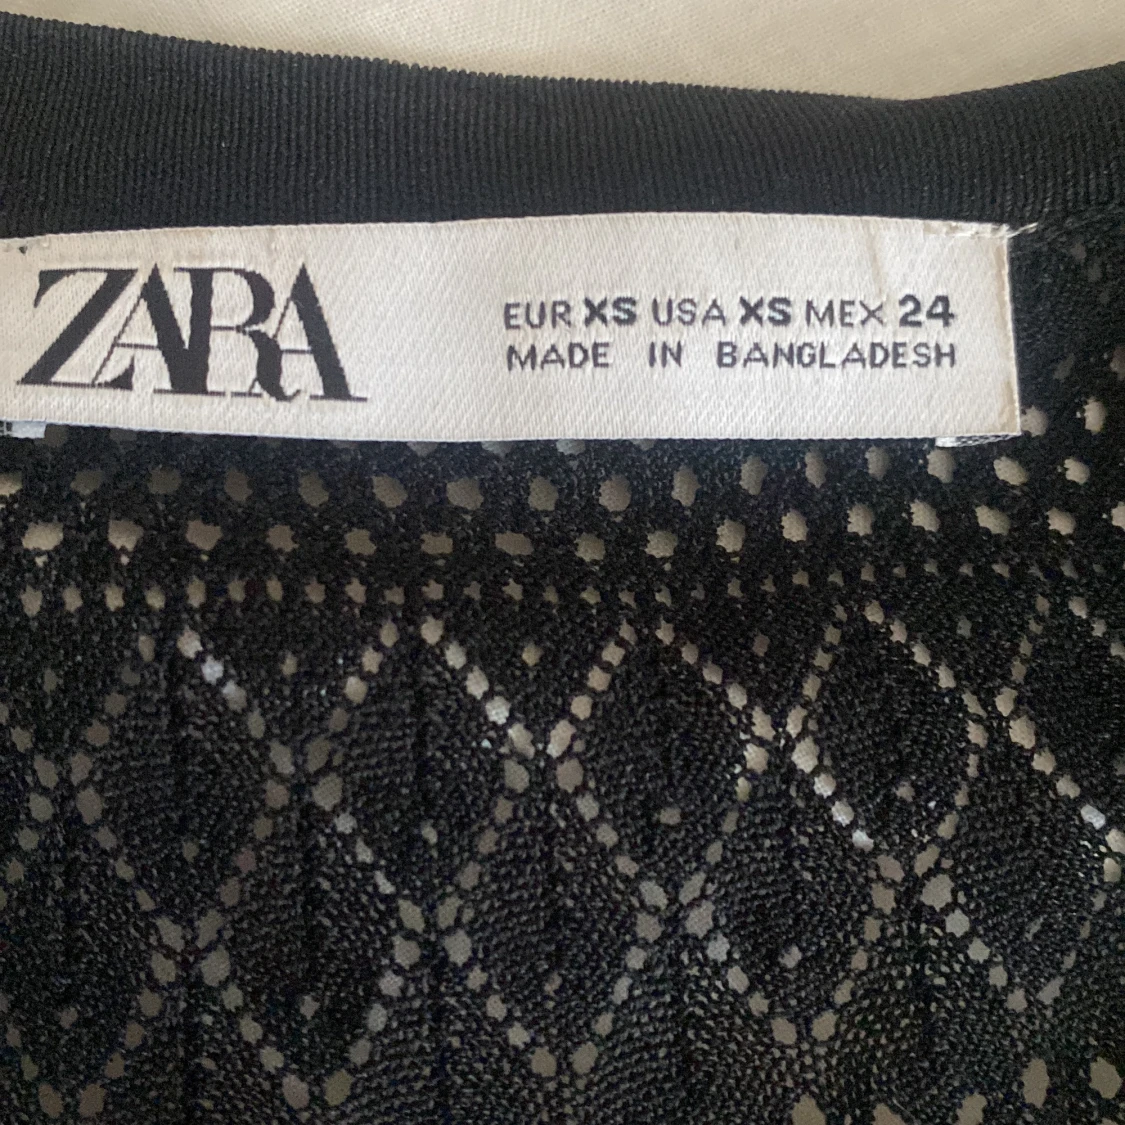 ZARA
EUR XS USA XS MEX 24
MADE IN BANGLADESH